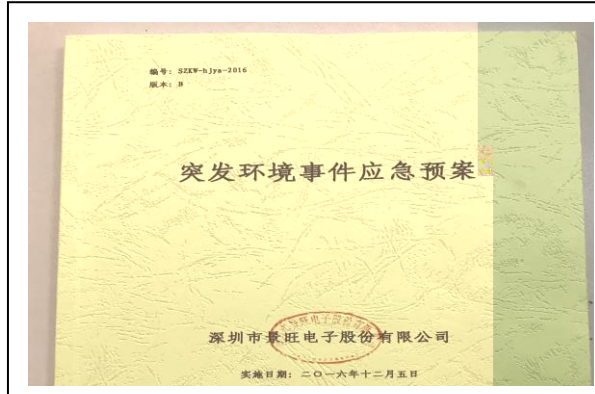 编号：SZKW-hjya-2016
版本：B
突发环境事件应急预案
深圳市景旺电子股份有限公司
实施日期：二〇一六年十二月五日